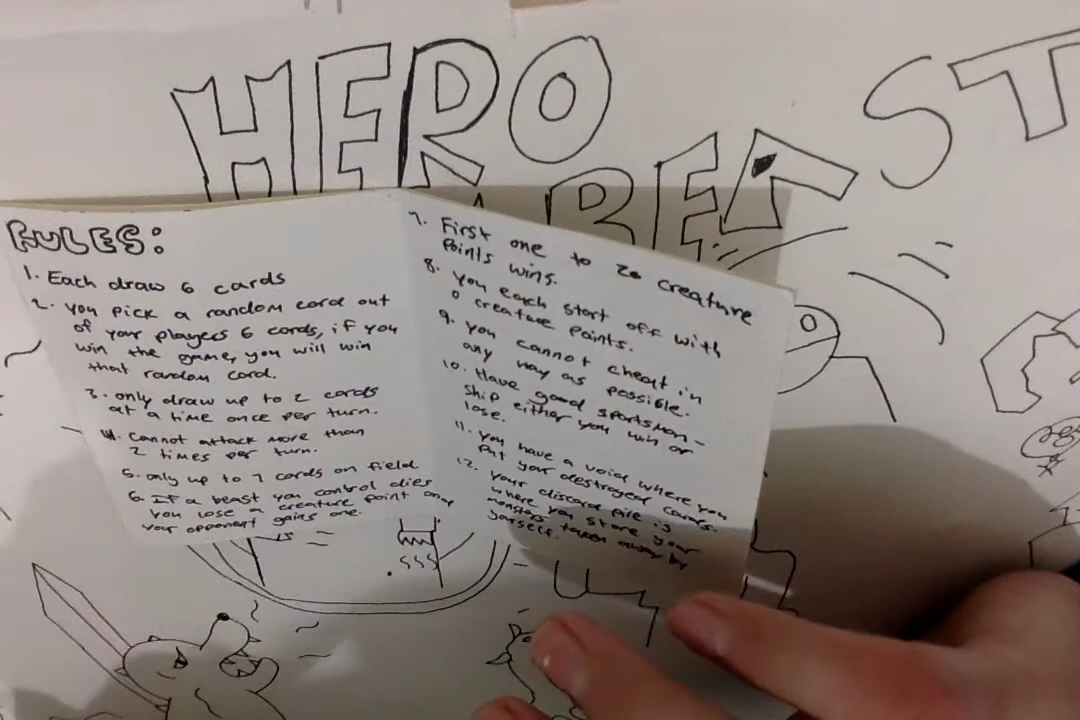 HERO
BEAST
RULES:
1. Each draw 6 cards
2. You pick a random card out
of your players 6 cards, if you
win the game, you will win
that random card.
3. only draw up to 2 cards
at a time once per turn.
4. Cannot attack more than
2 times per turn.
5. only up to 7 cards on field
6. If a beast you control dies
you lose a creature point and
your opponent gains one.
7. First one to 20 creature
Points wins.
8. You each start off with
0 creature points.
9. You cannot cheat in
any way as possible.
10. Have good sportsman-
ship either you win or
lose.
11. You have a void where you
put your destroyed cards.
12. Your discard pile is
where you store your
monsters taken away by
yourself.